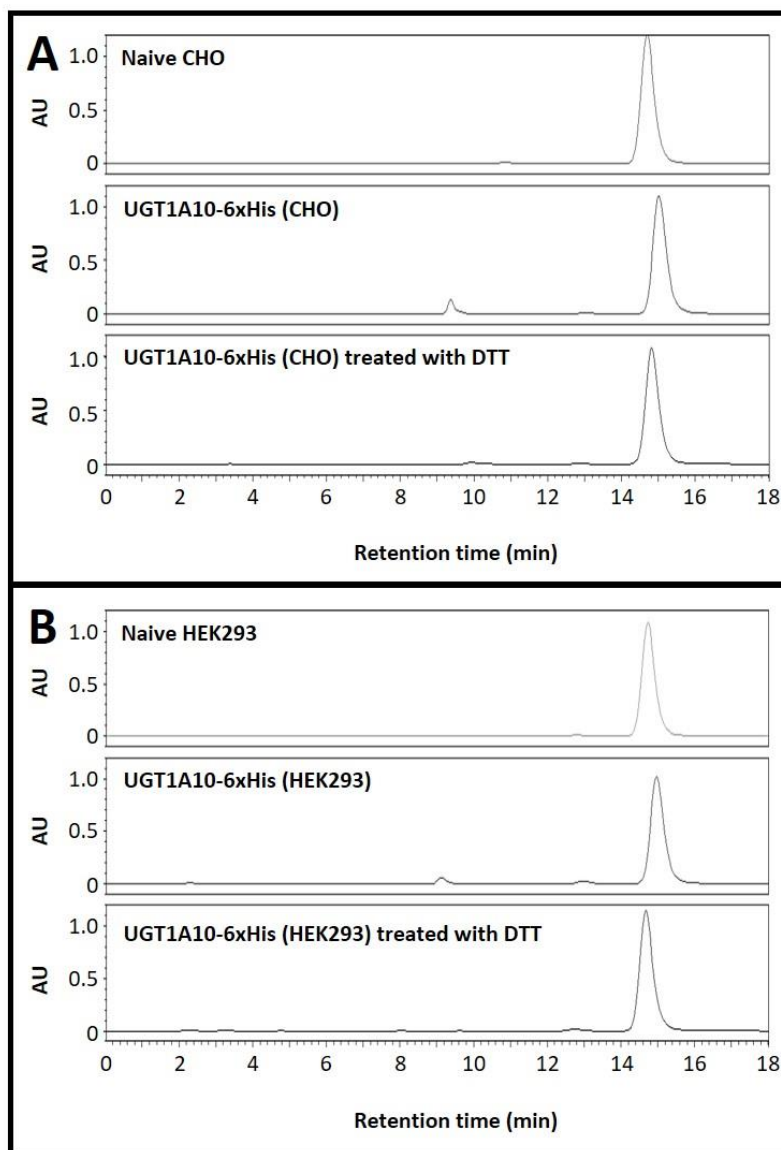 A
Naive CHO
AU
1.0
0.5
0
UGT1A10-6xHis (CHO)
AU
1.0
0.5
0
UGT1A10-6xHis (CHO) treated with DTT
AU
1.0
0.5
0
0 2 4 6 8 10 12 14 16 18
Retention time (min)
B
Naive HEK293
AU
1.0
0.5
0
UGT1A10-6xHis (HEK293)
AU
1.0
0.5
0
UGT1A10-6xHis (HEK293) treated with DTT
AU
1.0
0.5
0
0 2 4 6 8 10 12 14 16 18
Retention time (min)